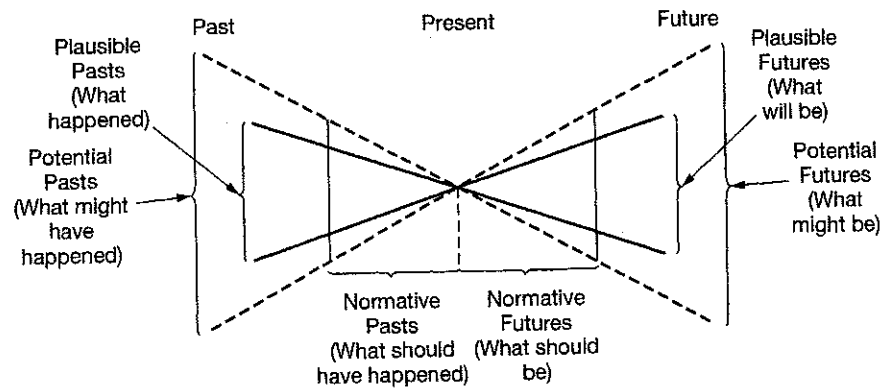 Past
Present
Future
Plausible
Pasts
(What
happened)
Potential
Pasts
(What might
have
happened)
Plausible
Futures
(What
will be)
Potential
Futures
(What
might be)
Normative
Pasts
(What should
have happened)
Normative
Futures
(What should
be)